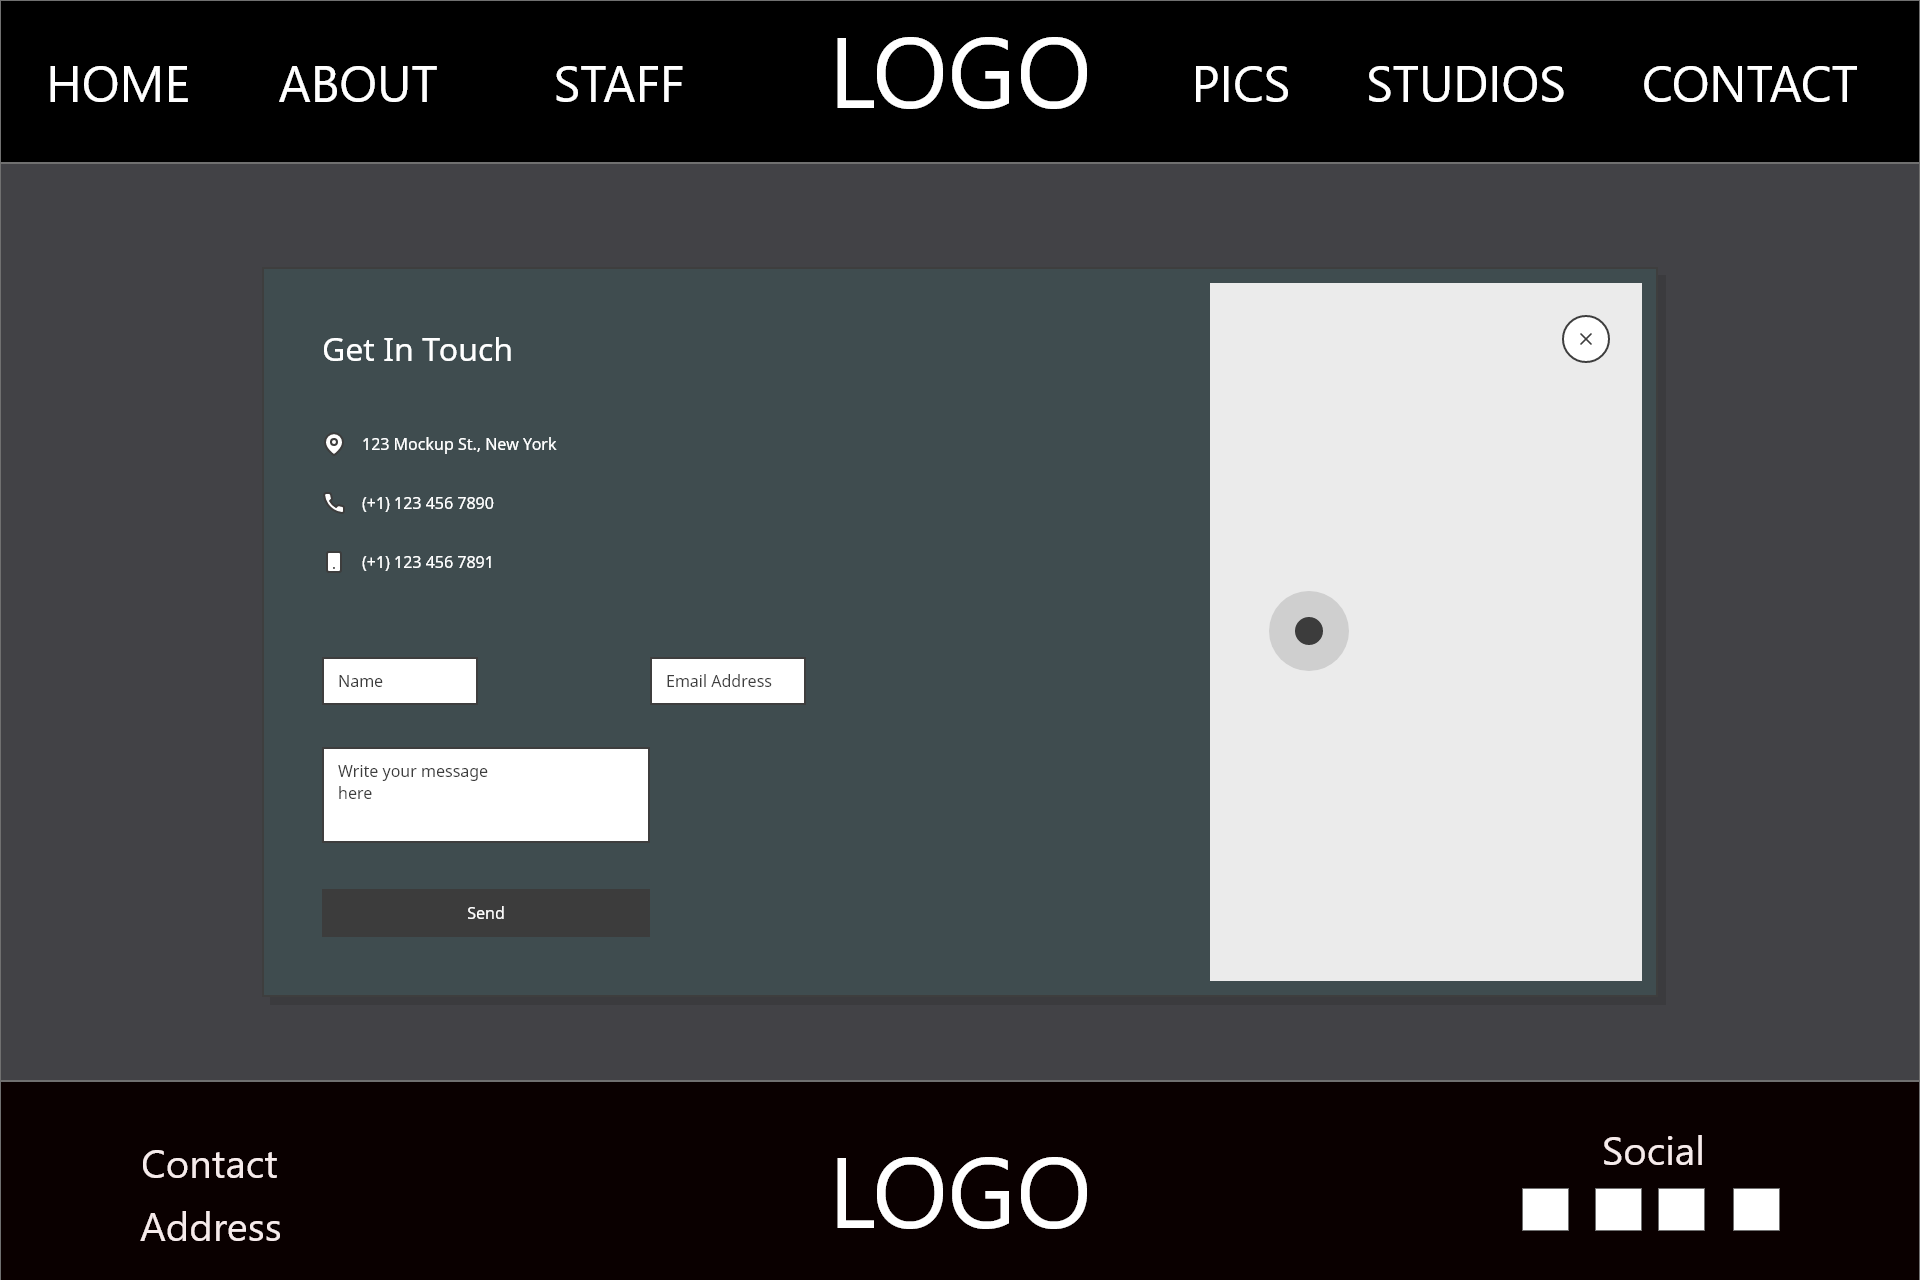 HOME ABOUT STAFF LOGO PICS STUDIOS CONTACT
Get In Touch
123 Mockup St., New York
(+1) 123 456 7890
(+1) 123 456 7891
Name Email Address
Write your message
here
Send
Contact
Address
LOGO
Social